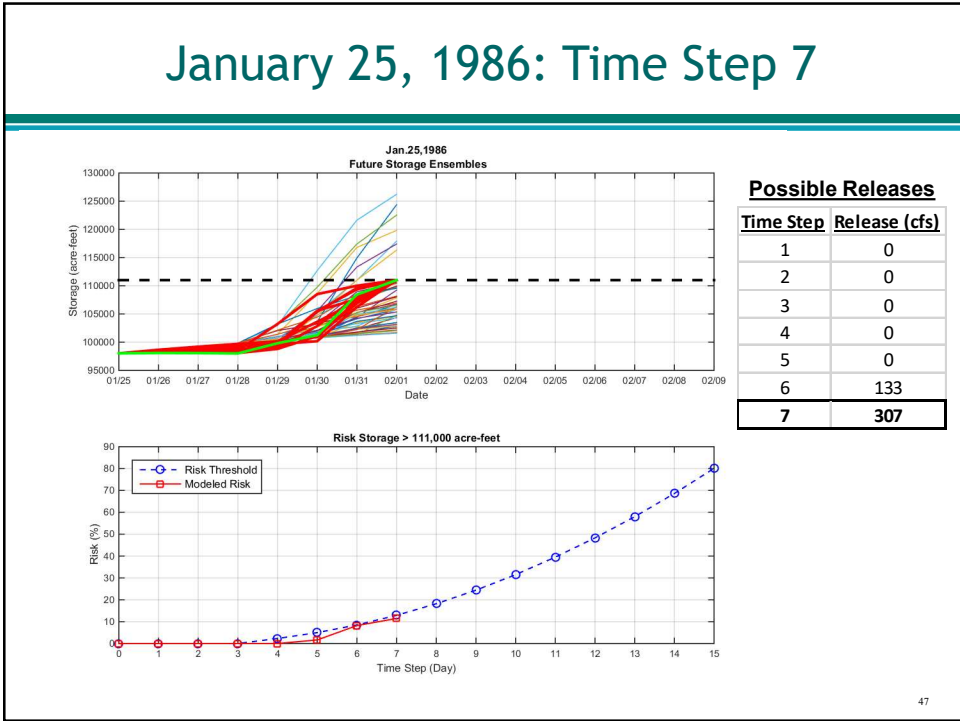 January 25, 1986: Time Step 7
Jan.25,1986
Future Storage Ensembles
130000
125000
120000
115000
110000
105000
100000
95000
Storage (acre-feet)
01/25 01/26 01/27 01/28 01/29 01/30 01/31 02/01 02/02 02/03 02/04 02/05 02/06 02/07 02/08 02/09
Date
Possible Releases
Time Step Release (cfs)
1 0
2 0
3 0
4 0
5 0
6 133
7 307
Risk Storage > 111,000 acre-feet
90
80
70
60
50
40
30
20
10
0
Risk (%)
Risk Threshold
Modeled Risk
0 1 2 3 4 5 6 7 8 9 10 11 12 13 14 15
Time Step (Day)
47